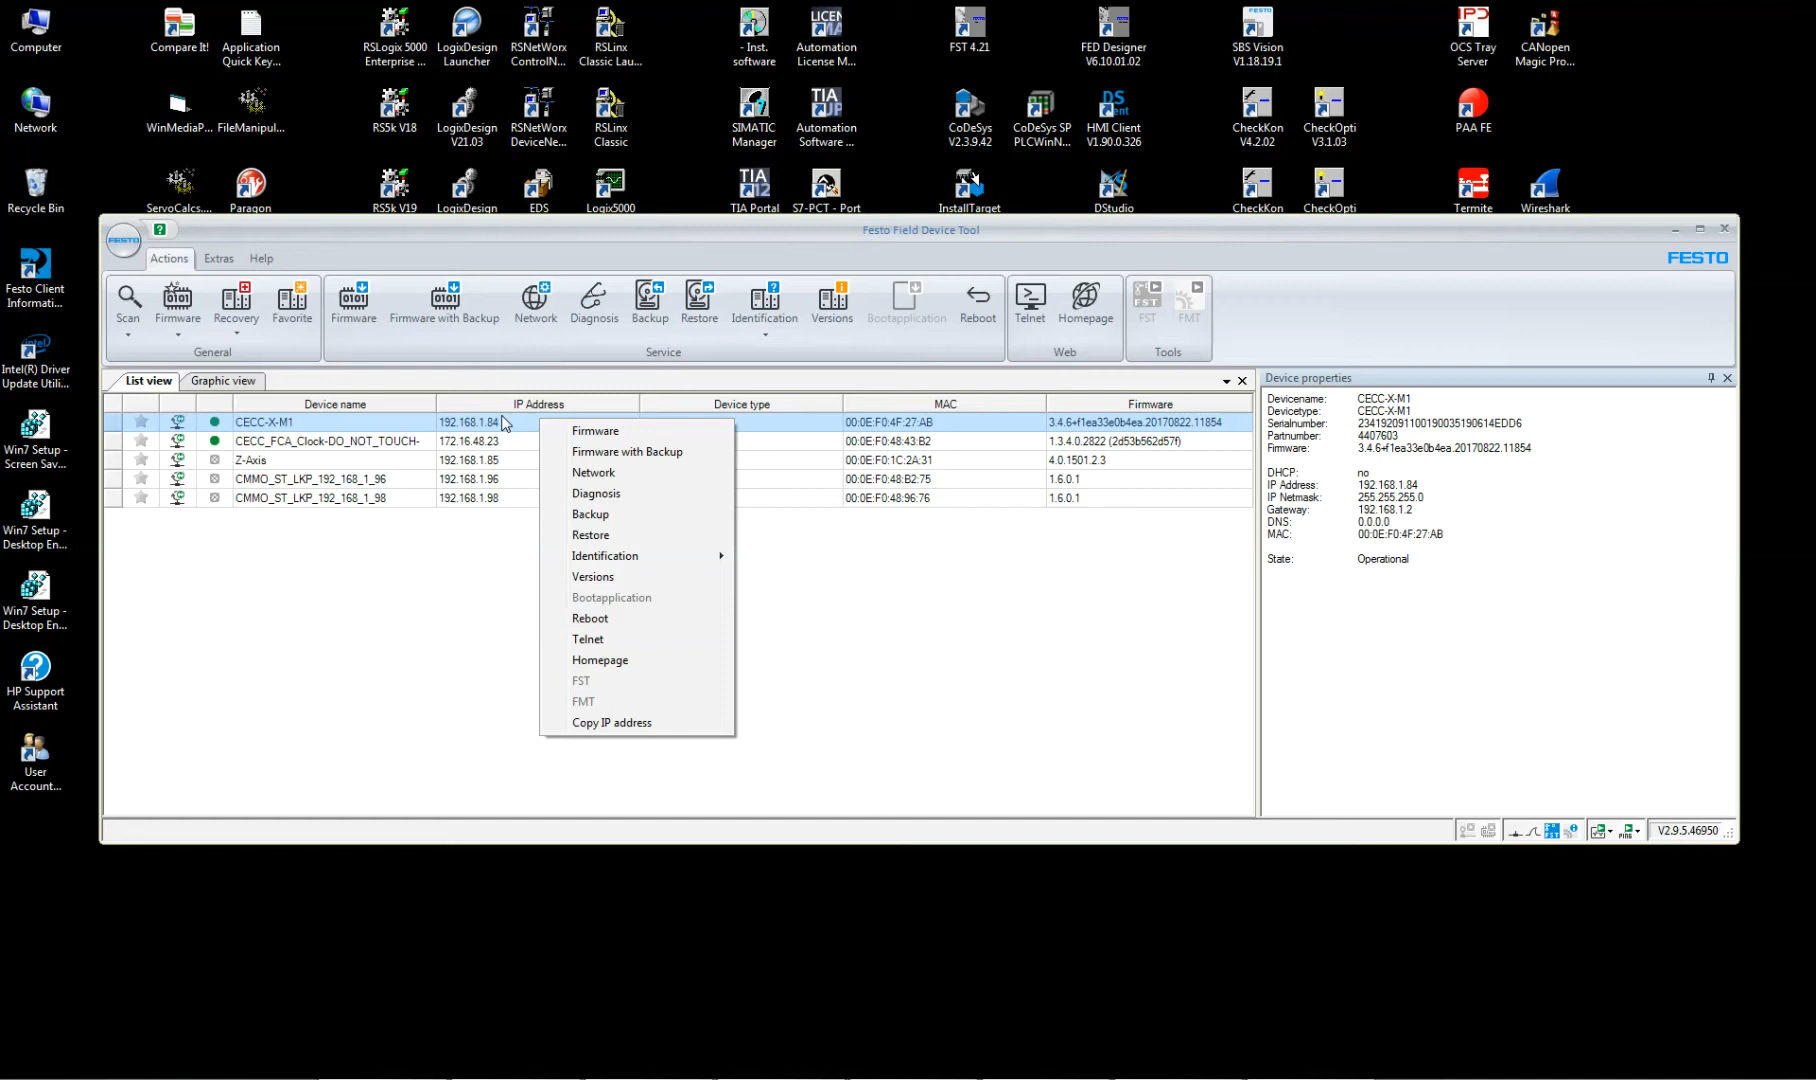 Computer
Compare It!
Application
Quick Key...
RSLogix 5000
Enterprise ...
LogixDesign
Launcher
RSNetWorx
ControlN...
RSLinx
Classic Lau...
- Inst.
software
LICEN
Automation
License M...
FST 4.21
FED Designer
V6.10.01.02
SBS Vision
V1.18.19.1
IPD
OCS Tray
Server
CANopen
Magic Pro...
Network
WinMediaP...
FileManipul...
RS5k V18
LogixDesign
V21.03
RSNetWorx
DeviceNe...
RSLinx
Classic
SIMATIC
Manager
TIA
Automation
Software ...
CoDeSys
V2.3.9.42
CoDeSys SP
PLCWinN...
DS
HMI Client
V1.90.0.326
CheckKon
V4.2.02
CheckOpti
V3.1.03
PAA FE
Recycle Bin
ServoCalcs....
Paragon
RS5k V19
LogixDesign
EDS
Logix5000
TIA
12
TIA Portal
S7-PCT - Port
InstallTarget
DStudio
CheckKon
CheckOpti
Termite
Wireshark
Festo Client
Informati...
Intel(R) Driver
Update Utili...
Win7 Setup -
Screen Sav...
Win7 Setup -
Desktop En...
Win7 Setup -
Desktop En...
HP Support
Assistant
User
Account...
FESTO
Festo Field Device Tool
Actions Extras Help
FESTO
Scan
Firmware
Recovery
Favorite
General
Firmware
Firmware with Backup
Network
Diagnosis
Backup
Restore
Identification
Versions
Bootapplication
Reboot
Service
Telnet
Homepage
Web
FST
FST
FMT
Tools
List view Graphic view
Device name IP Address Device type MAC Firmware
CECC-X-M1 192.168.1.84 00:0E:F0:4F:27:AB 3.4.6+f1ea33e0b4ea.20170822.11854
CECC_FCA_Clock-DO_NOT_TOUCH- 172.16.48.23 00:0E:F0:48:43:B2 1.3.4.0.2822 (2d53b562d57f)
Z-Axis 192.168.1.85 00:0E:F0:1C:2A:31 4.0.1501.2.3
CMMO_ST_LKP_192_168_1_96 192.168.1.96 00:0E:F0:48:B2:75 1.6.0.1
CMMO_ST_LKP_192_168_1_98 192.168.1.98 00:0E:F0:48:96:76 1.6.0.1
Firmware
Firmware with Backup
Network
Diagnosis
Backup
Restore
Identification
Versions
Bootapplication
Reboot
Telnet
Homepage
FST
FMT
Copy IP address
Device properties
Devicename: CECC-X-M1
Devicetype: CECC-X-M1
Serialnumber: 23419209110019003519061​4EDD6
Partnumber: 4407603
Firmware: 3.4.6+f1ea33e0b4ea.20170822.11854
DHCP: no
IP Address: 192.168.1.84
IP Netmask: 255.255.255.0
Gateway: 192.168.1.2
DNS: 0.0.0.0
MAC: 00:0E:F0:4F:27:AB
State: Operational
V2.9.5.46950